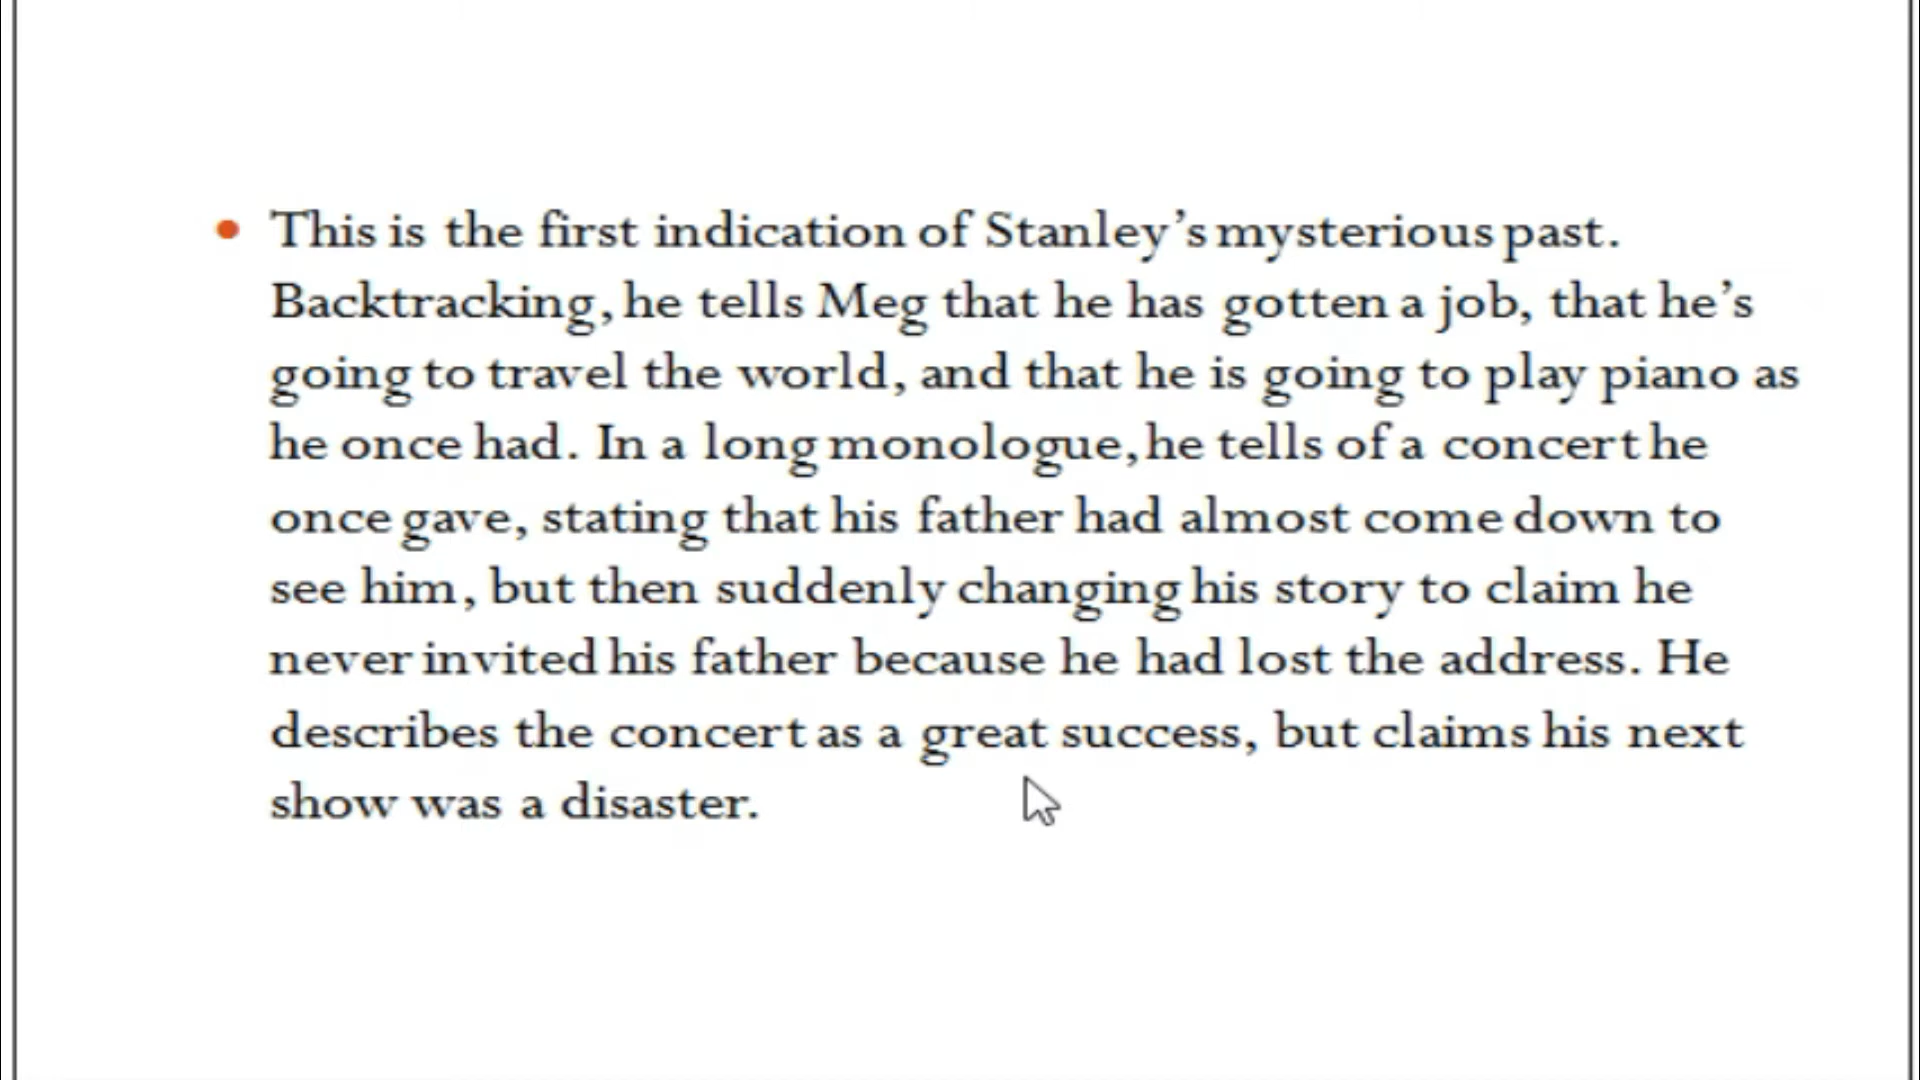 • This is the first indication of Stanley’s mysterious past.
Backtracking, he tells Meg that he has gotten a job, that he’s
going to travel the world, and that he is going to play piano as
he once had. In a long monologue, he tells of a concert he
once gave, stating that his father had almost come down to
see him, but then suddenly changing his story to claim he
never invited his father because he had lost the address. He
describes the concert as a great success, but claims his next
show was a disaster.